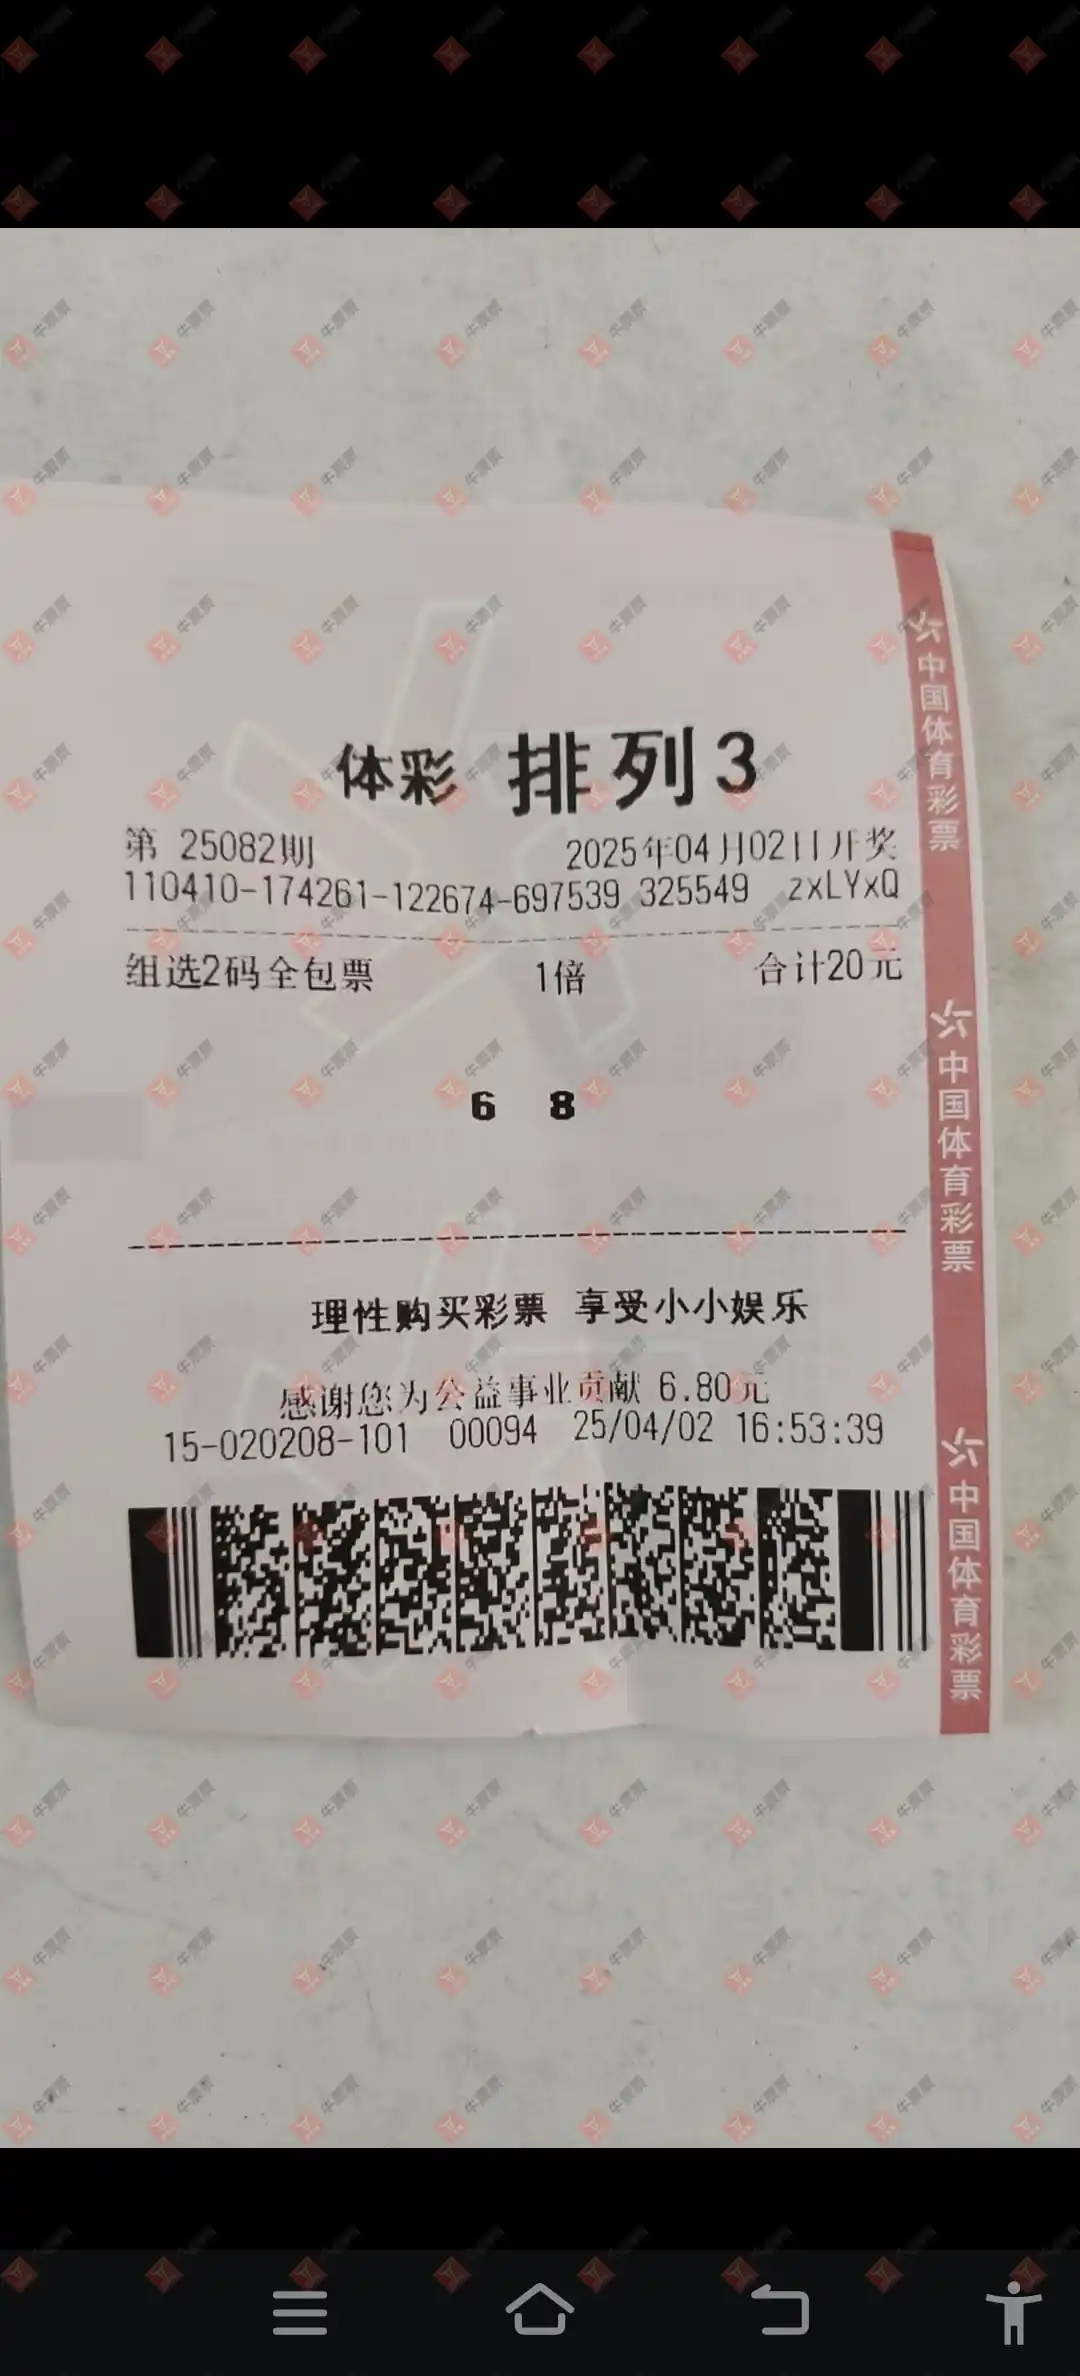 体彩 排列3
第 25082期 2025年04月02日开奖
110410-174261-122674-697539 325549 zxLYxQ
组选2码全包票 1倍 合计20元
6 8
理性购买彩票 享受小小娱乐
感谢您为公益事业贡献 6.80元
15-020208-101 00094 25/04/02 16:53:39
中国体育彩票
中国体育彩票
中国体育彩票